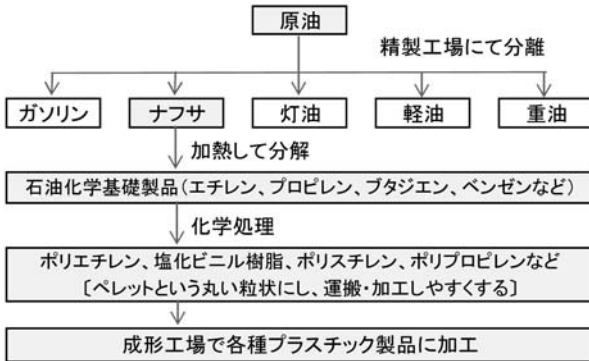 原油
精製工場にて分離
ガソリン
ナフサ
灯油
軽油
重油
加熱して分解
石油化学基礎製品(エチレン、プロピレン、ブタジエン、ベンゼンなど)
化学処理
ポリエチレン、塩化ビニル樹脂、ポリスチレン、ポリプロピレンなど
〔ペレットという丸い粒状にし、運搬・加工しやすくする〕
成形工場で各種プラスチック製品に加工